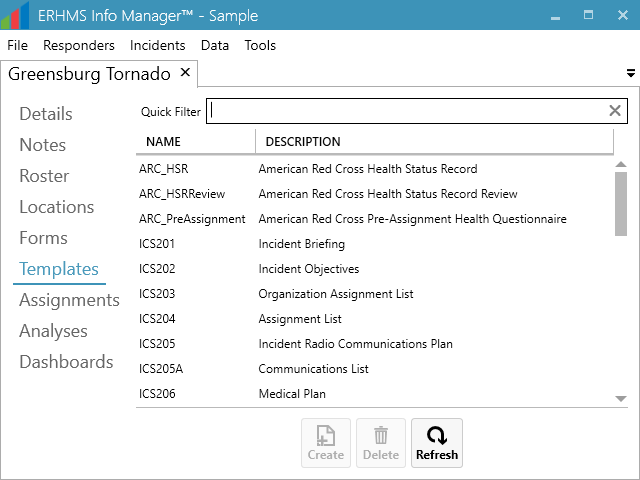 ERHMS Info Manager™ - Sample
File Responders Incidents Data Tools
Greensburg Tornado
Details
Notes
Roster
Locations
Forms
Templates
Assignments
Analyses
Dashboards
Quick Filter
NAME DESCRIPTION
ARC_HSR American Red Cross Health Status Record
ARC_HSRReview American Red Cross Health Status Record Review
ARC_PreAssignment American Red Cross Pre-Assignment Health Questionnaire
ICS201 Incident Briefing
ICS202 Incident Objectives
ICS203 Organization Assignment List
ICS204 Assignment List
ICS205 Incident Radio Communications Plan
ICS205A Communications List
ICS206 Medical Plan
Create Delete Refresh